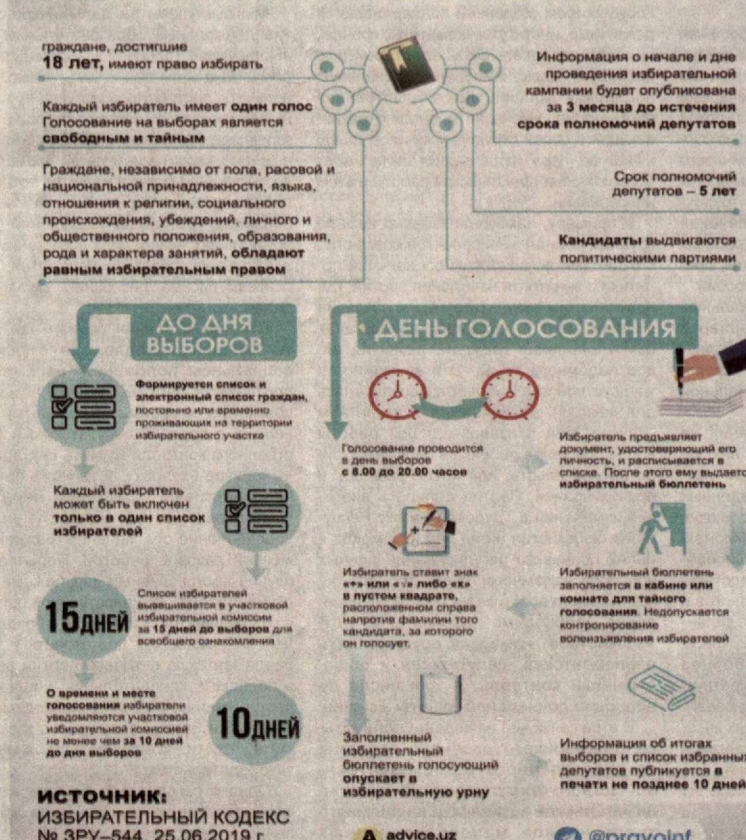 граждане, достигшие
18 лет, имеют право избирать
Каждый избиратель имеет один голос
Голосование на выборах является
свободным и тайным
Граждане, независимо от пола, расовой и
национальной принадлежности, языка,
отношения к религии, социального
происхождения, убеждений, личного и
общественного положения, образования,
рода и характера занятий, обладают
равным избирательным правом
Информация о начале и дне
проведения избирательной
кампании будет опубликована
за 3 месяца до истечения
срока полномочий депутатов
Срок полномочий
депутатов – 5 лет
Кандидаты выдвигаются
политическими партиями
ДО ДНЯ
ВЫБОРОВ
Формируется список и
электронный список граждан,
постоянно или временно
проживающих на территории
избирательного участка
Каждый избиратель
может быть включен
только в один список
избирателей
15 ДНЕЙ
Список избирателей
вывешивается в участковой
избирательной комиссии
за 15 дней до выборов для
всеобщего ознакомления
О времени и месте
голосования избиратели
уведомляются участковой
избирательной комиссией
не менее чем за 10 дней
до дня выборов
10 ДНЕЙ
ДЕНЬ ГОЛОСОВАНИЯ
Голосование проводится
в день выборов
с 8.00 до 20.00 часов
Избиратель предъявляет
документ, удостоверяющий его
личность, и расписывается в
списке. После этого ему выдается
избирательный бюллетень
Избирательный бюллетень
заполняется в кабине или
комнате для тайного
голосования. Недопускается
контролирование
волеизъявления избирателей
Избиратель ставит знак
«+» или «√» либо «х»
в пустом квадрате,
расположенном справа
напротив фамилии того
кандидата, за которого
он голосует.
Заполненный
избирательный
бюллетень голосующий
опускает в
избирательную урну
Информация об итогах
выборов и список избранных
депутатов публикуется в
печати не позднее 10 дней
ИСТОЧНИК:
ИЗБИРАТЕЛЬНЫЙ КОДЕКС
№ ЗРУ–544, 25.06.2019 г.
advice.uz
@pravoinf